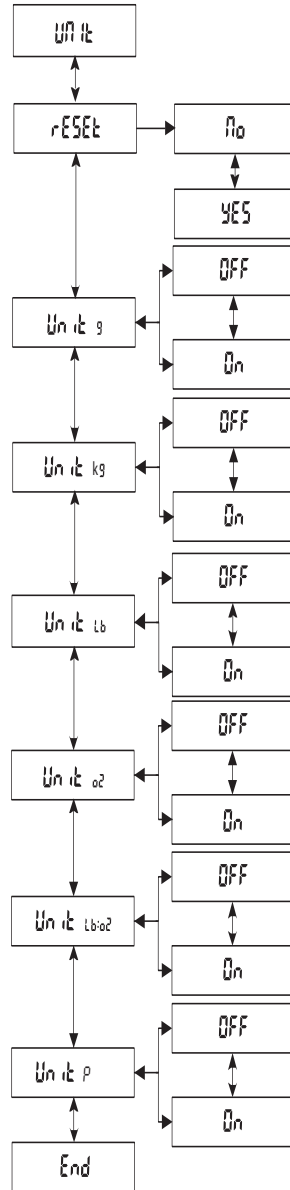 UNIt
rESEt
No
YES
OFF
Unit g
On
OFF
Unit kg
On
OFF
Unit Lb
On
OFF
Unit oZ
On
OFF
Unit Lb:oZ
On
OFF
Unit P
On
End